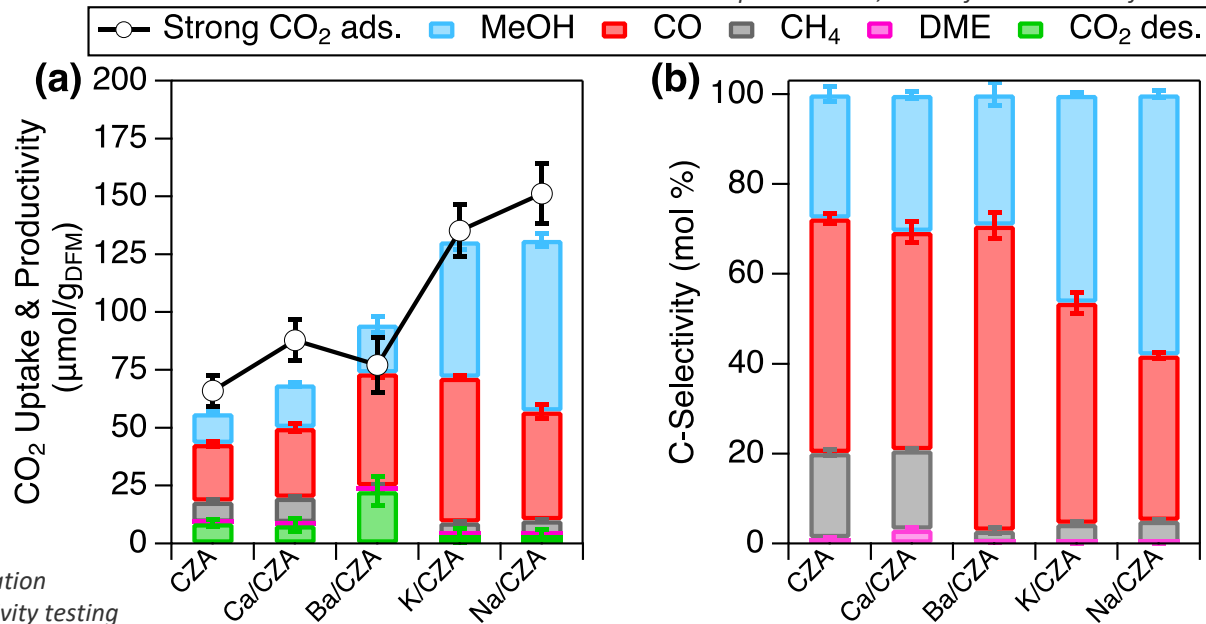 Strong CO₂ ads. MeOH CO CH₄ DME CO₂ des.
(a)
CO₂ Uptake & Productivity
(μmol/gDFM)
200
175
150
125
100
75
50
25
0
CZA Ca/CZA Ba/CZA K/CZA Na/CZA
(b)
C-Selectivity (mol %)
100
80
60
40
20
0
CZA Ca/CZA Ba/CZA K/CZA Na/CZA
vity testing